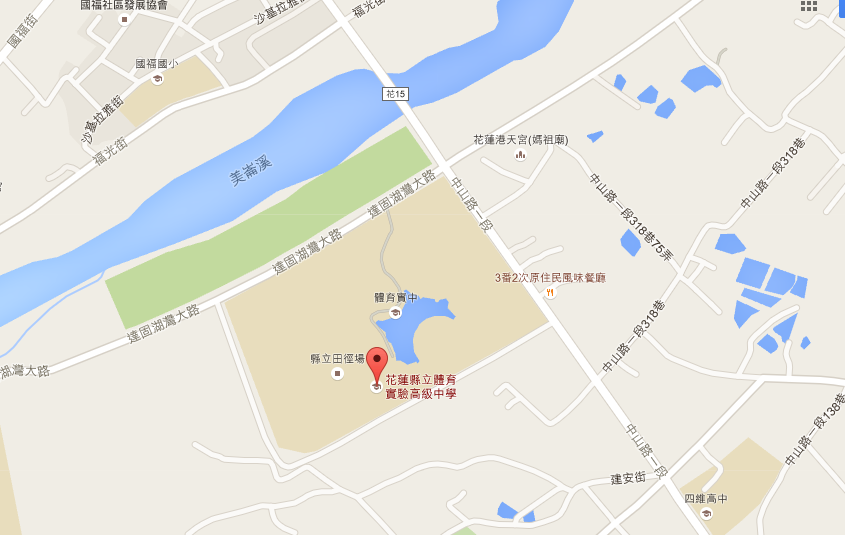 國福社區發展協會
國福街
沙基拉雅街
福光街
國福國小
沙基拉雅街
福光街
花15
美崙溪
花蓮港天宮(媽祖廟)
中山路一段318巷
達固湖灣大路
中山路一段
中山路一段318巷75弄
達固湖灣大路
3番2次原住民風味餐廳
體育實中
達固湖灣大路
中山路一段318巷
縣立田徑場
湖灣大路
花蓮縣立體育
實驗高級中學
中山路一段138巷
中山路一段
建安街
四維高中